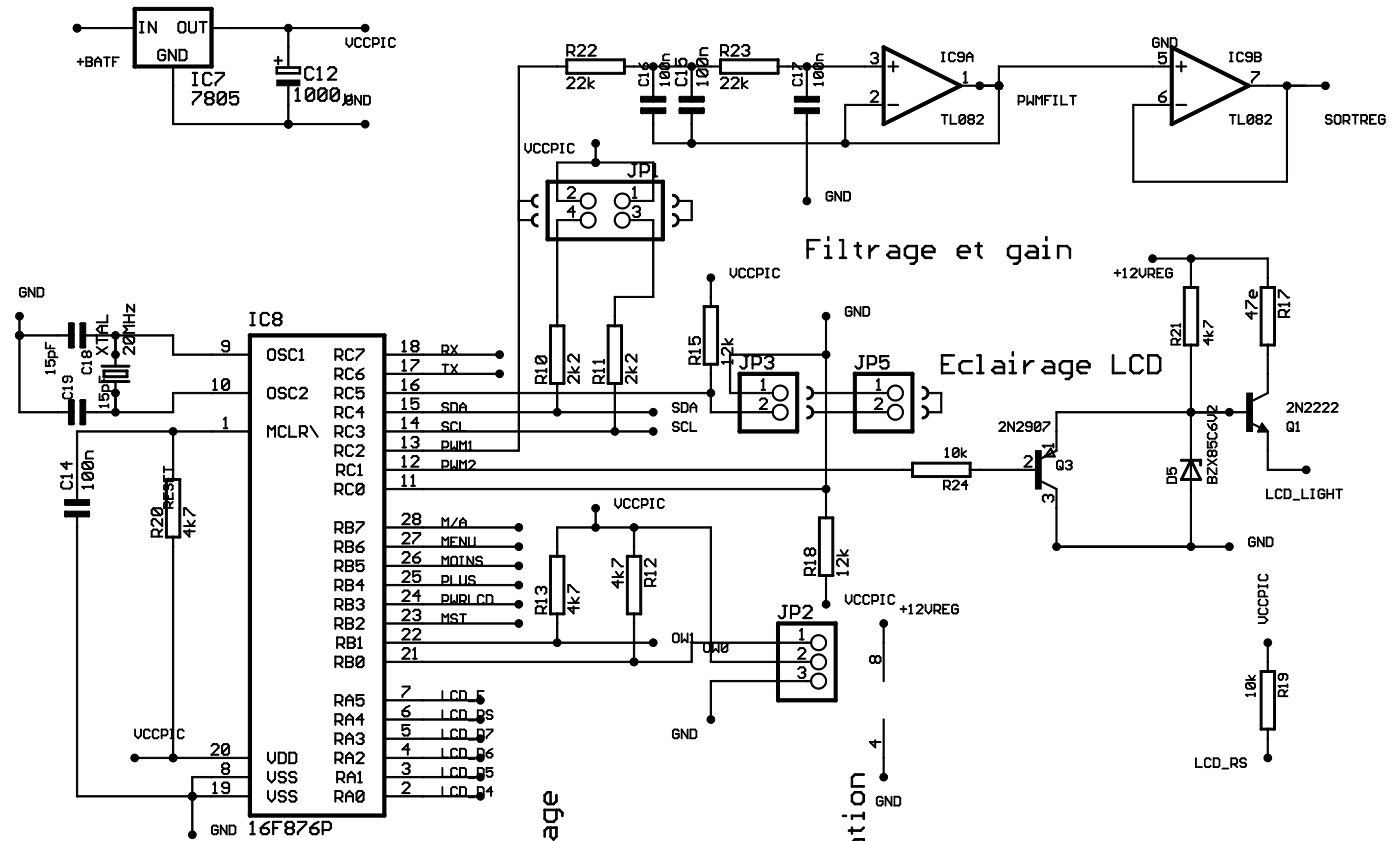 IN OUT
GND
+BATF
VCCPIC
IC7
7805
C12
1000µ
GND
R22
22k
C16
100n
C15
100n
R23
22k
C17
100n
3
2
1
IC9A
TL082
PWMFILT
GND
5
6
7
IC9B
TL082
SORTREG
GND
VCCPIC
JP1
2 1
4 3
Filtrage et gain
GND
XTAL
20MHz
15pF
C18
C19
15pF
IC8
9 OSC1
10 OSC2
1 MCLR\
RC7 18 RX
RC6 17 TX
RC5 16
RC4 15 SDA
RC3 14 SCL
RC2 13 PWM1
RC1 12 PWM2
RC0 11
RB7 28 M/A
RB6 27 MENU
RB5 26 MOINS
RB4 25 PLUS
RB3 24 PWRLCD
RB2 23 MST
RB1 22
RB0 21
RA5 7 LCD_E
RA4 6 LCD_RS
RA3 5 LCD_D7
RA2 4 LCD_D6
RA1 3 LCD_D5
RA0 2 LCD_D4
20 VDD
8 VSS
19 VSS
16F876P
VCCPIC
GND
C14
100n
R20
4k7
RESET
R10
2k2
R11
2k2
SDA
SCL
VCCPIC
R15
12k
JP3
1
2
JP5
1
2
GND
Eclairage LCD
+12VREG
R21
4k7
47e
R17
2N2907
10k
R24
2
1
3
Q3
D5
BZX85C6V2
2N2222
Q1
LCD_LIGHT
GND
VCCPIC
R13
4k7
4k7
R12
OW1
OW0
R18
12k
VCCPIC
JP2
1
2
3
GND
+12VREG
8
4
GND
VCCPIC
10k
R19
LCD_RS
age
ation